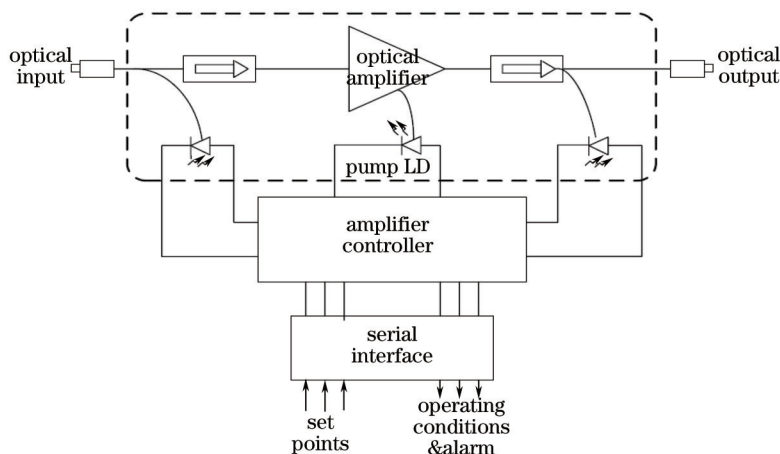 optical
input
optical
amplifier
optical
output
pump LD
amplifier
controller
serial
interface
set
points
operating
conditions
&alarm